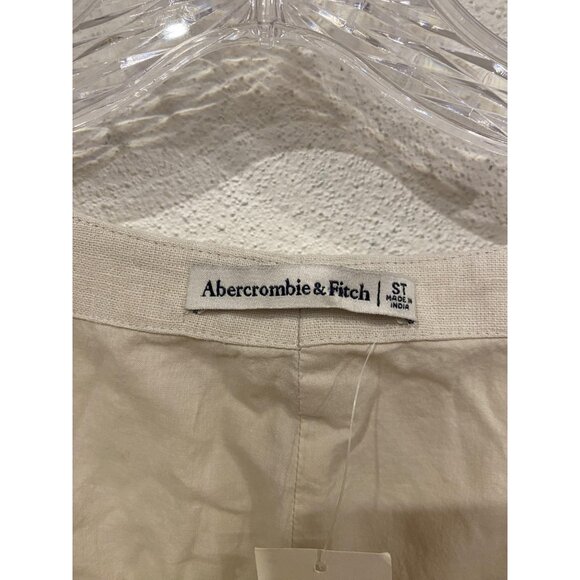 Abercrombie & Fitch | ST
MADE IN
INDIA